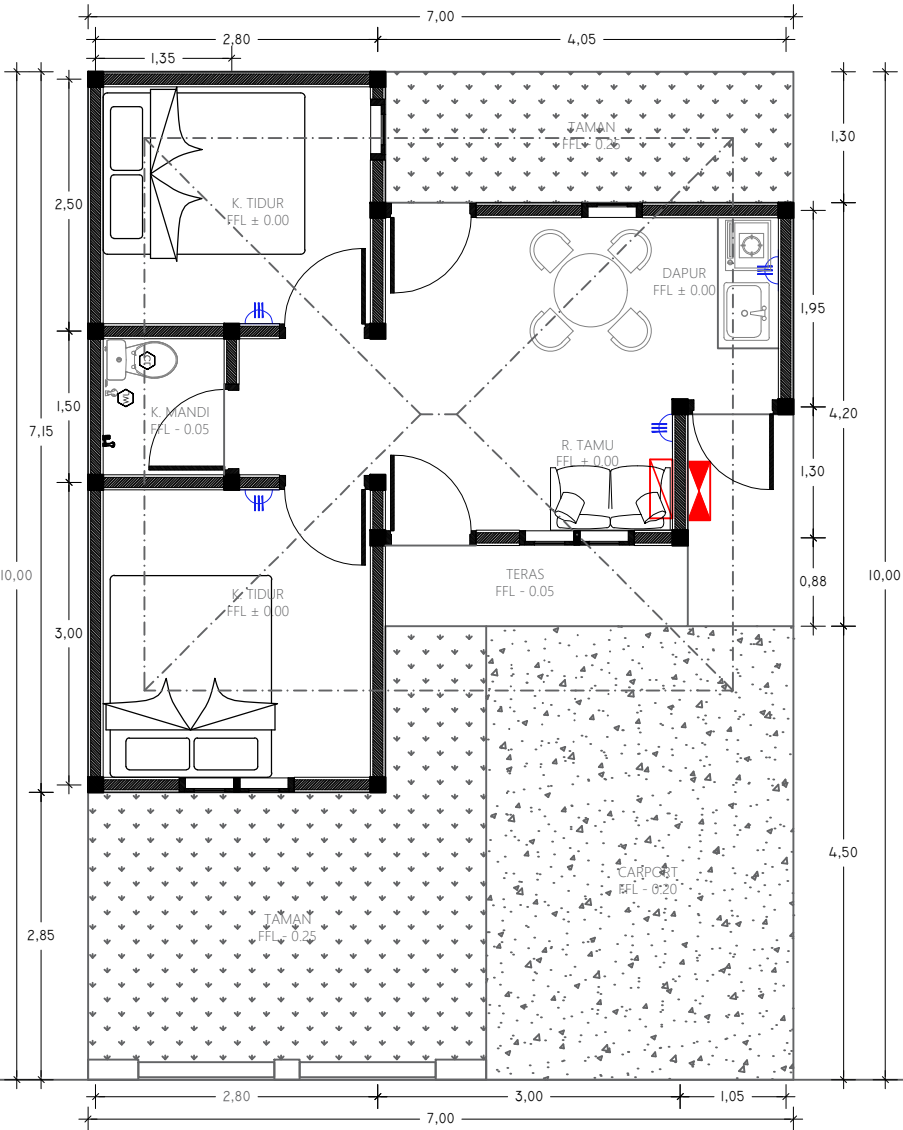 7,00
2,80
4,05
1,35
TAMAN
FFL - 0.25
1,30
2,50
K. TIDUR
FFL ± 0.00
DAPUR
FFL ± 0.00
1,95
1,50
K. MANDI
FFL - 0.05
4,20
7,15
R. TAMU
FFL ± 0.00
1,30
10,00
TERAS
FFL - 0.05
0,88
10,00
K. TIDUR
FFL ± 0.00
3,00
4,50
CARPORT
FFL - 0.20
TAMAN
FFL - 0.25
2,85
2,80
3,00
1,05
7,00